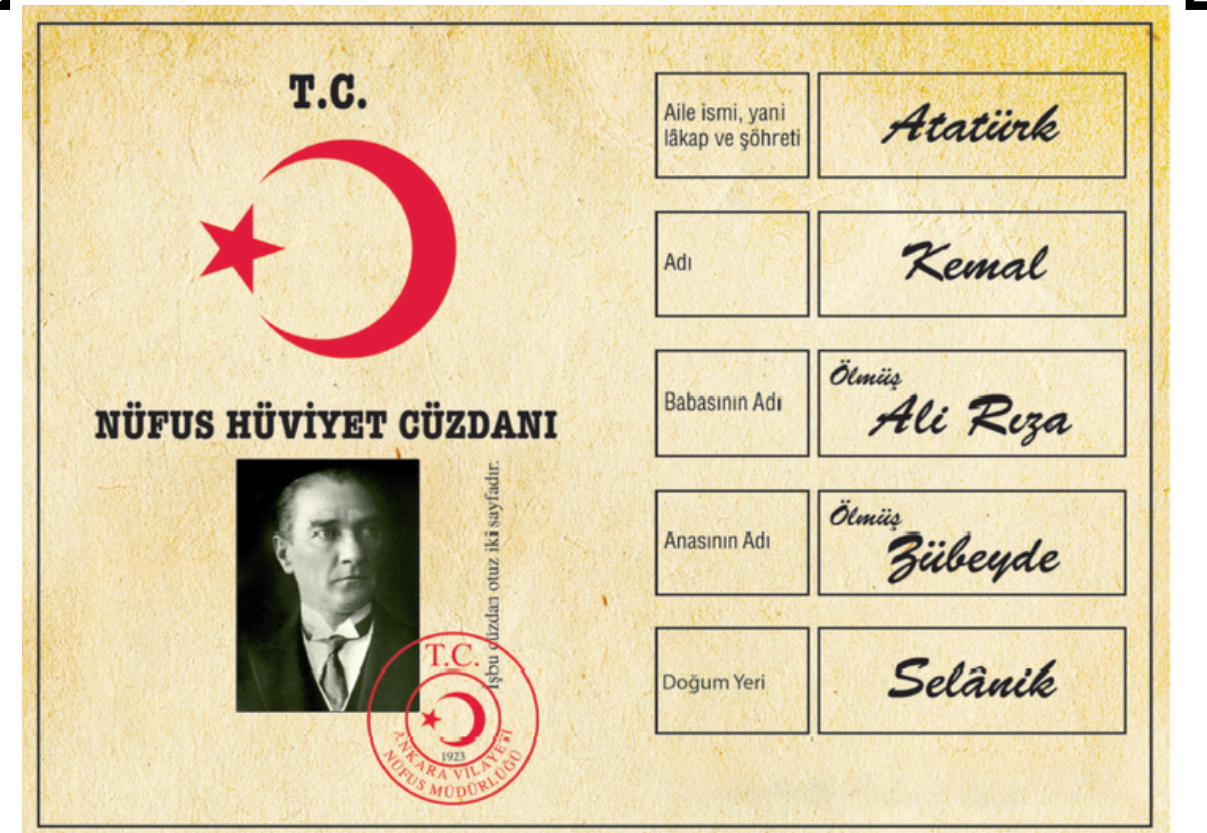 T.C.
NÜFUS HÜVİYET CÜZDANI
İşbu cüzdan otuz iki sayfadır.
T.C.
1923
ANKARA VİLAYETİ
NÜFUS MÜDÜRLÜĞÜ
Aile ismi, yani
lâkap ve şöhreti
Atatürk
Adı
Kemal
Babasının Adı
Ölmüş
Ali Rıza
Anasının Adı
Ölmüş
Zübeyde
Doğum Yeri
Selânik